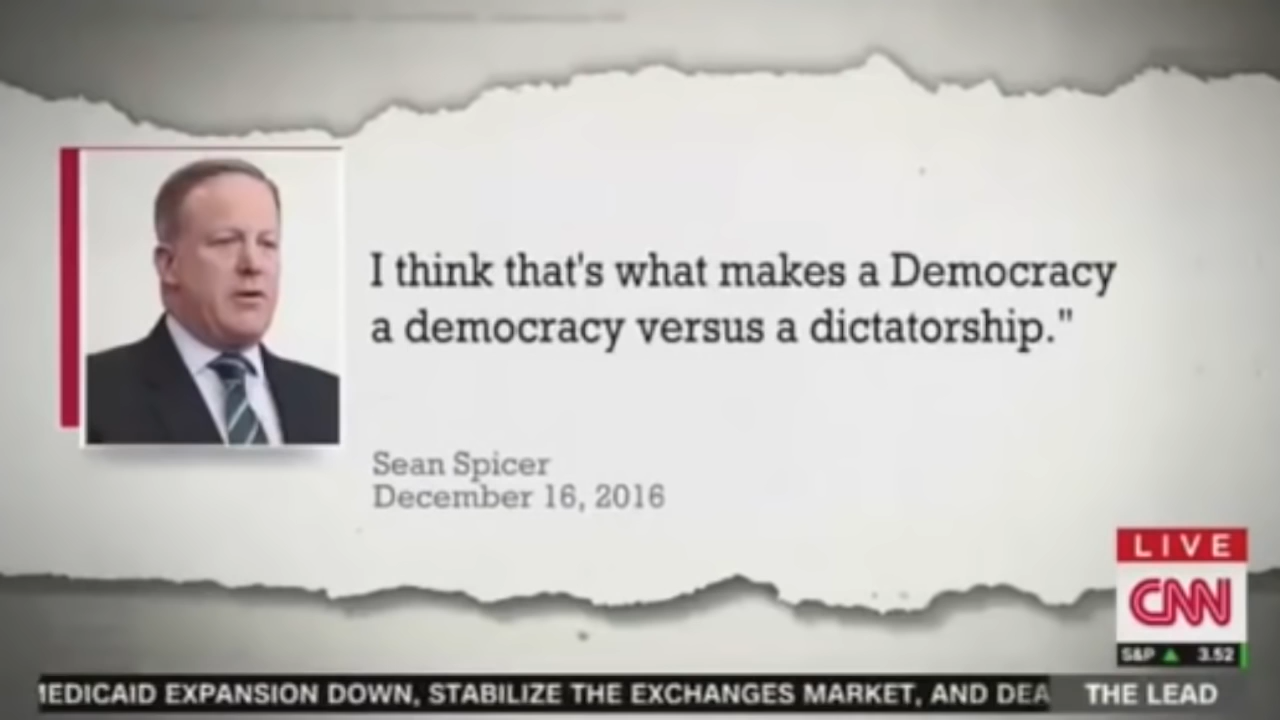 I think that's what makes a Democracy
a democracy versus a dictatorship."
Sean Spicer
December 16, 2016
LIVE
CNN
S&P ▲ 3.52
EDICAID EXPANSION DOWN, STABILIZE THE EXCHANGES MARKET, AND DEA
THE LEAD